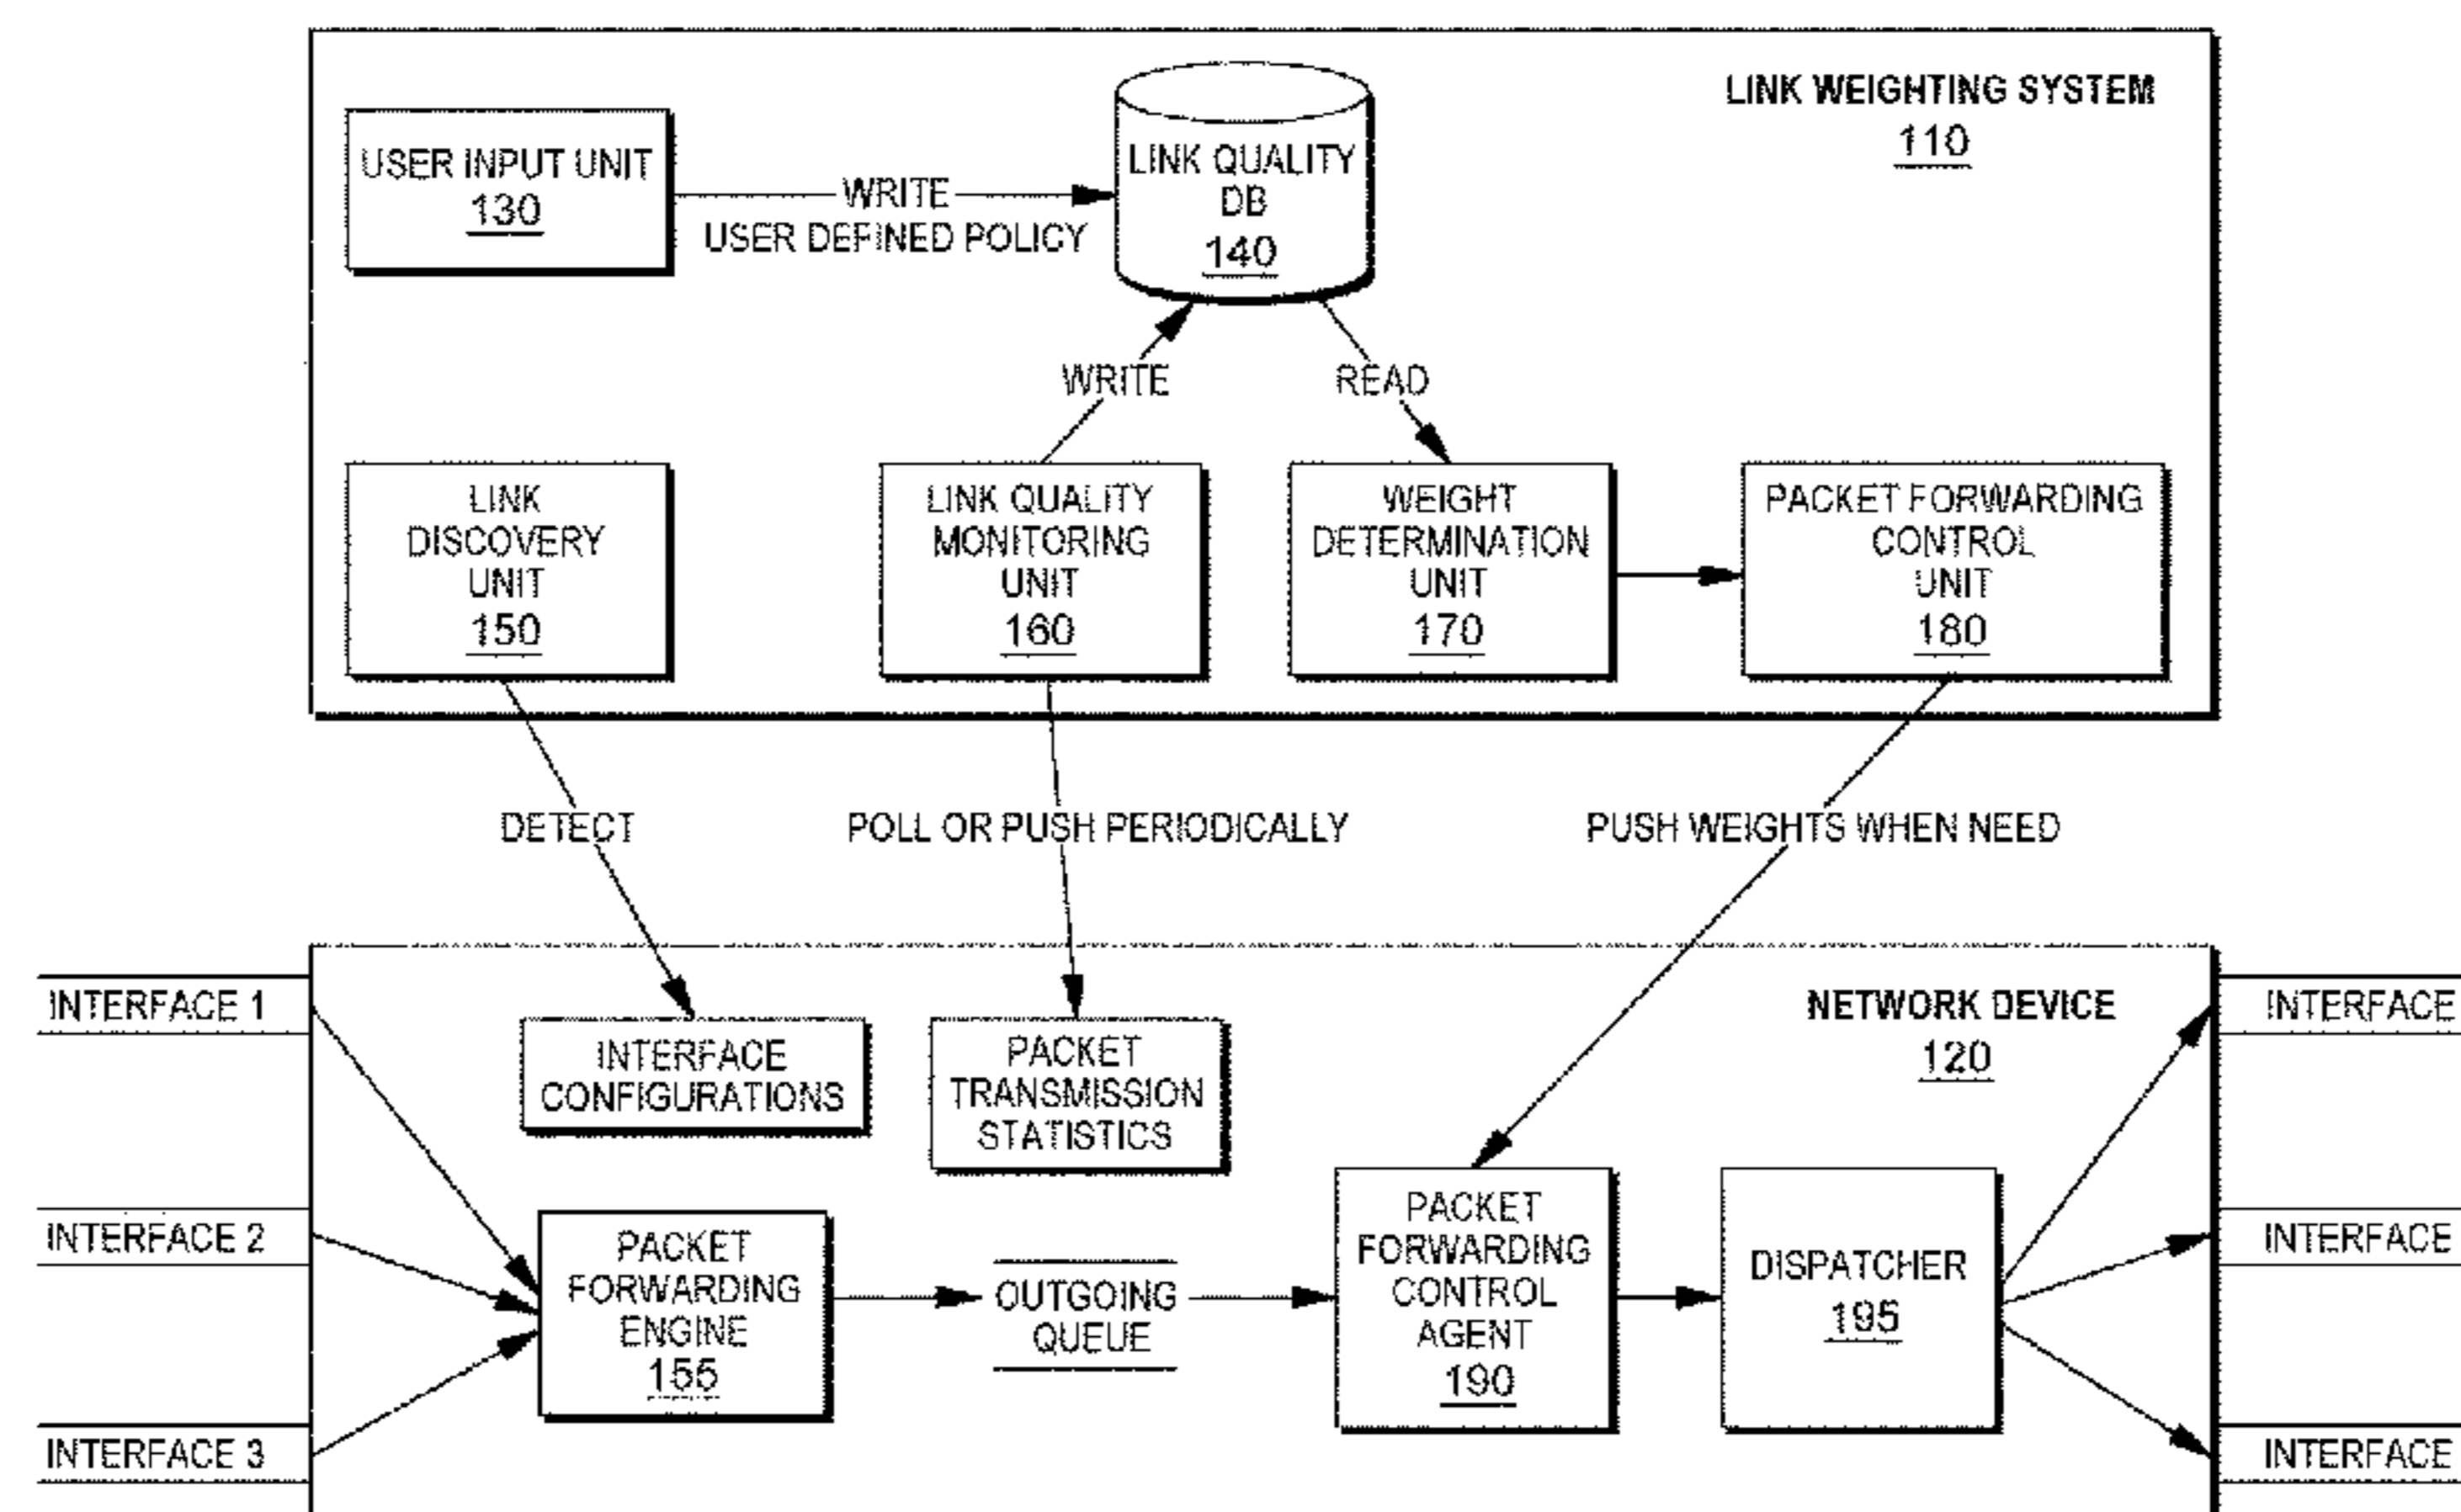 LINK WEIGHTING SYSTEM
110
USER INPUT UNIT
130
WRITE
USER DEFINED POLICY
LINK QUALITY
DB
140
WRITE
READ
LINK
DISCOVERY
UNIT
150
LINK QUALITY
MONITORING
UNIT
160
WEIGHT
DETERMINATION
UNIT
170
PACKET FORWARDING
CONTROL
UNIT
180
DETECT
POLL OR PUSH PERIODICALLY
PUSH WEIGHTS WHEN NEED
INTERFACE 1
INTERFACE 2
INTERFACE 3
INTERFACE
CONFIGURATIONS
PACKET
TRANSMISSION
STATISTICS
NETWORK DEVICE
120
PACKET
FORWARDING
ENGINE
155
OUTGOING
QUEUE
PACKET
FORWARDING
CONTROL
AGENT
190
DISPATCHER
195
INTERFACE
INTERFACE
INTERFACE